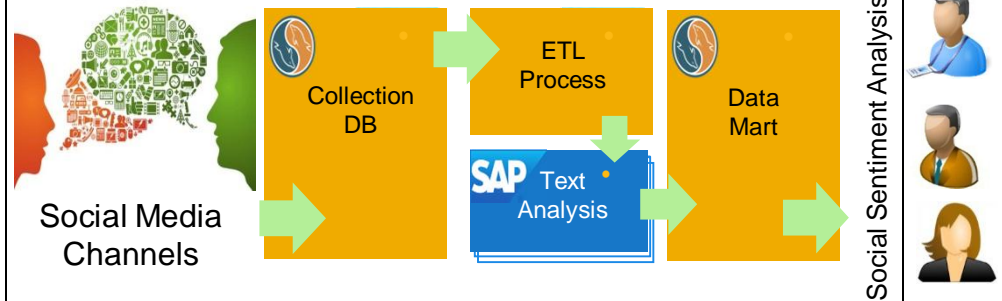 Social Media
Channels
Collection
DB
ETL
Process
SAP
Text
Analysis
Data
Mart
Social Sentiment Analysis